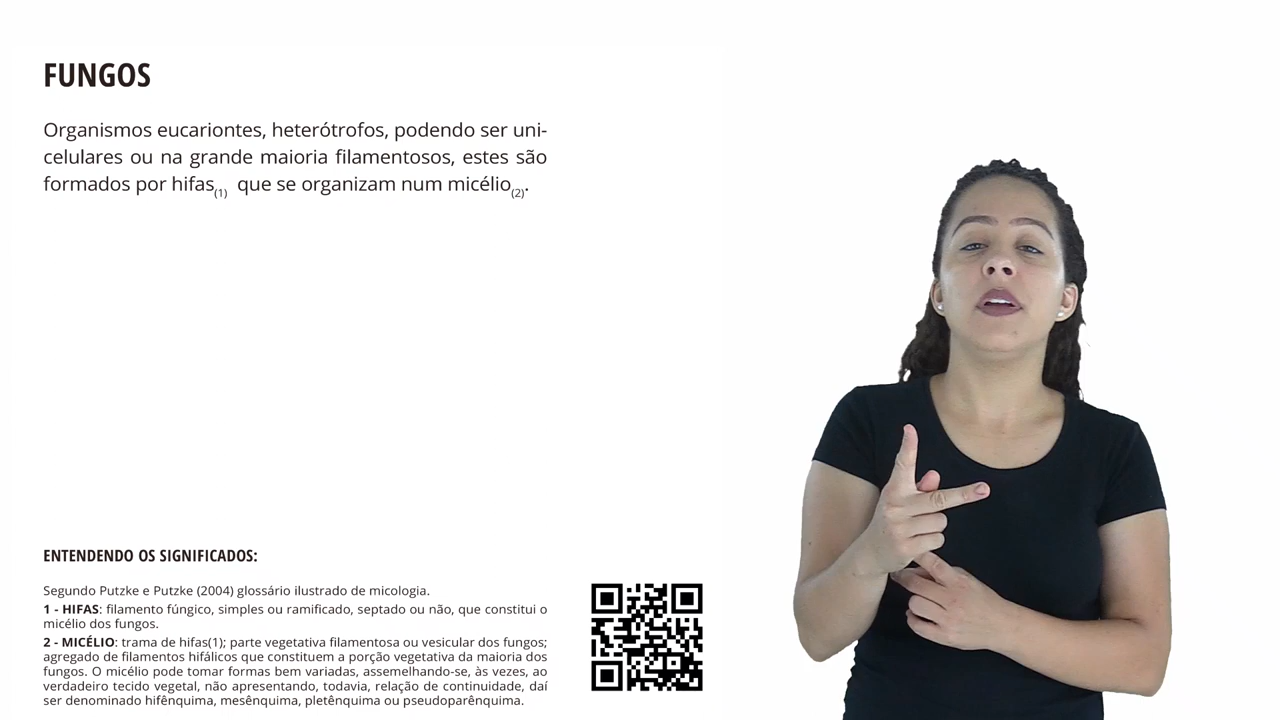 FUNGOS
Organismos eucariontes, heterótrofos, podendo ser uni-
celulares ou na grande maioria filamentosos, estes são
formados por hifas(1) que se organizam num micélio(2).
ENTENDENDO OS SIGNIFICADOS:
Segundo Putzke e Putzke (2004) glossário ilustrado de micologia.
1 - HIFAS: filamento fúngico, simples ou ramificado, septado ou não, que constitui o
micélio dos fungos.
2 - MICÉLIO: trama de hifas(1); parte vegetativa filamentosa ou vesicular dos fungos;
agregado de filamentos hifálicos que constituem a porção vegetativa da maioria dos
fungos. O micélio pode tomar formas bem variadas, assemelhando-se, às vezes, ao
verdadeiro tecido vegetal, não apresentando, todavia, relação de continuidade, daí
ser denominado hifênquima, mesênquima, pletênquima ou pseudoparênquima.